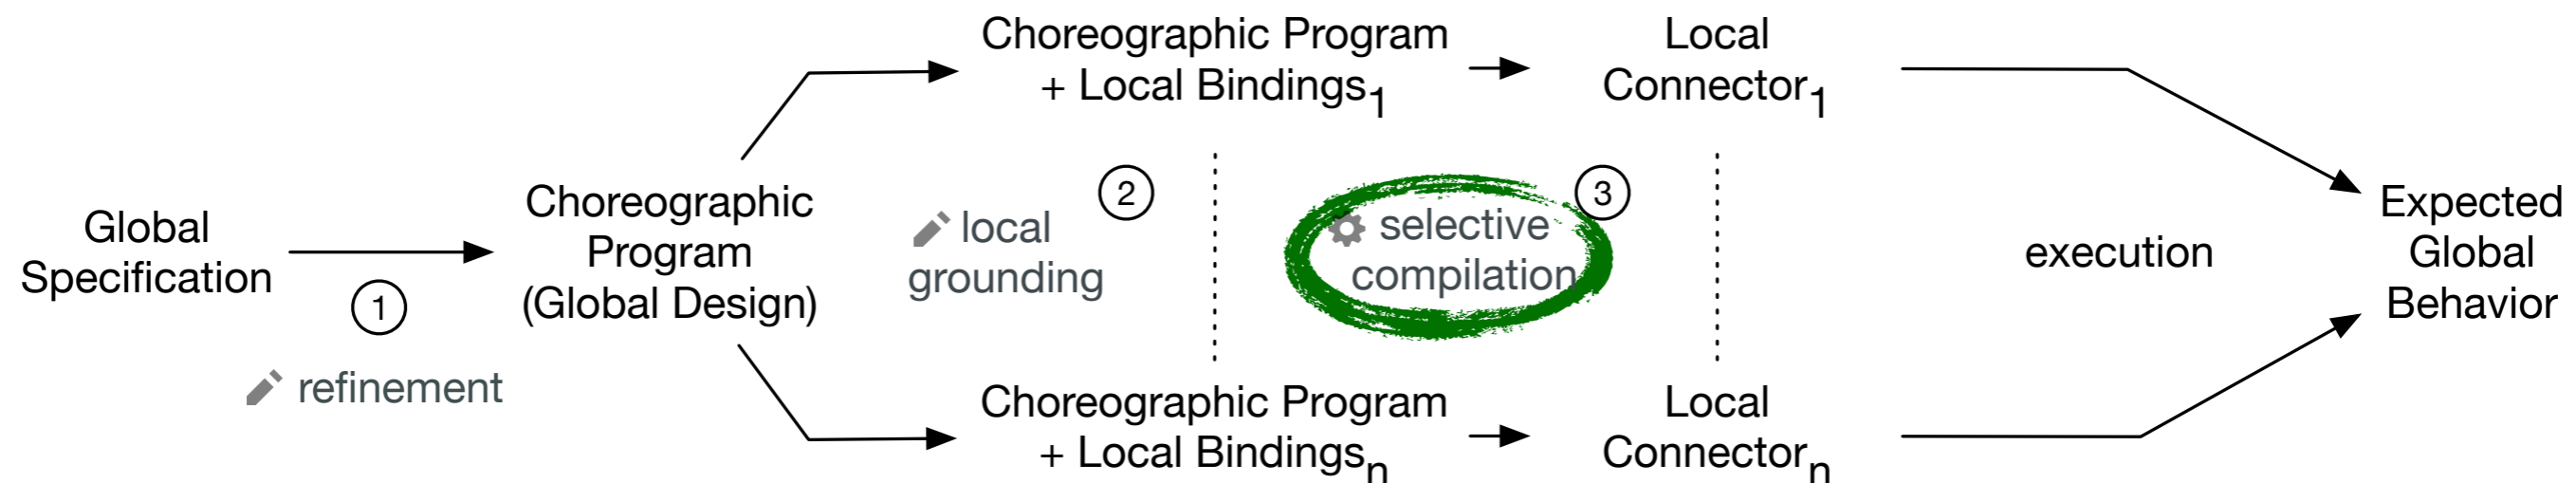 Global
Specification
1
refinement
Choreographic
Program
(Global Design)
Choreographic Program
+ Local Bindings1
Local
Connector1
2
local
grounding
3
selective
compilation
Choreographic Program
+ Local Bindingsn
Local
Connectorn
execution
Expected
Global
Behavior